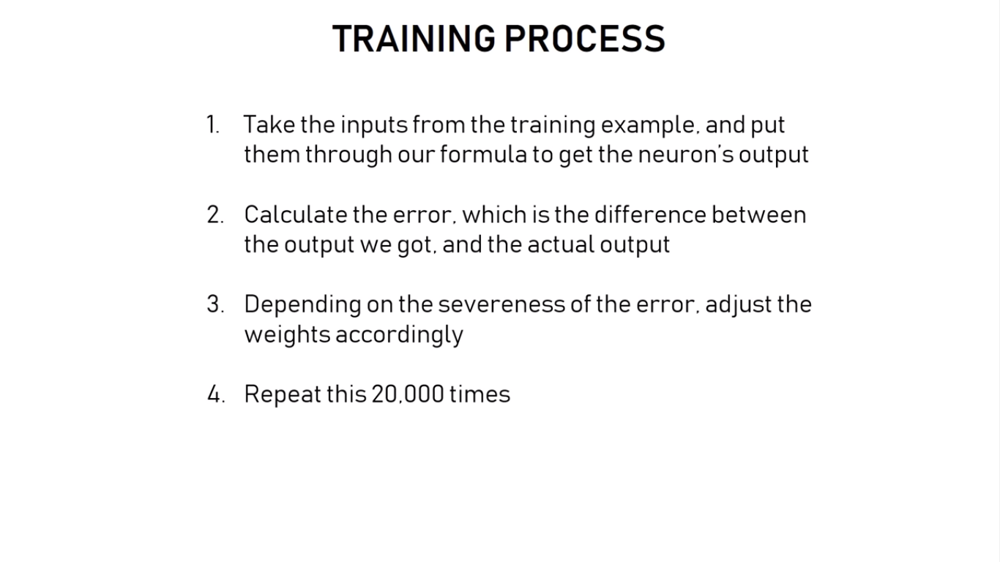 TRAINING PROCESS
1. Take the inputs from the training example, and put
them through our formula to get the neuron's output
2. Calculate the error, which is the difference between
the output we got, and the actual output
3. Depending on the severeness of the error, adjust the
weights accordingly
4. Repeat this 20,000 times